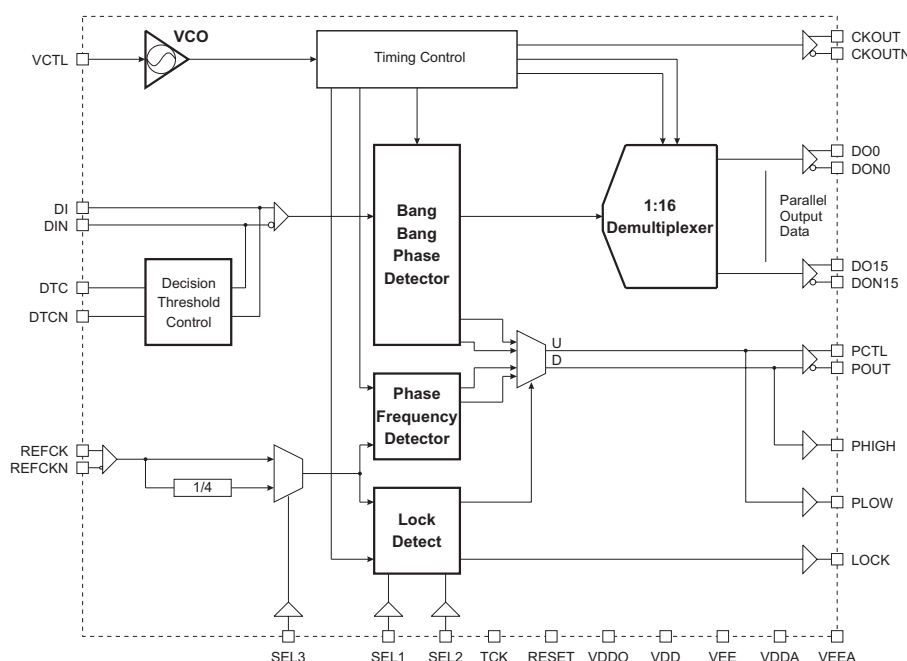 VCO
VCTL
Timing Control
CKOUT
CKOUTN
DI
DIN
Bang
Bang
Phase
Detector
1:16
Demultiplexer
DO0
DON0
Parallel
Output
Data
DO15
DON15
DTC
DTCN
Decision
Threshold
Control
U
D
PCTL
POUT
Phase
Frequency
Detector
PHIGH
REFCK
REFCKN
1/4
PLOW
Lock
Detect
LOCK
SEL3
SEL1
SEL2
TCK
RESET
VDDO
VDD
VEE
VDDA
VEEA